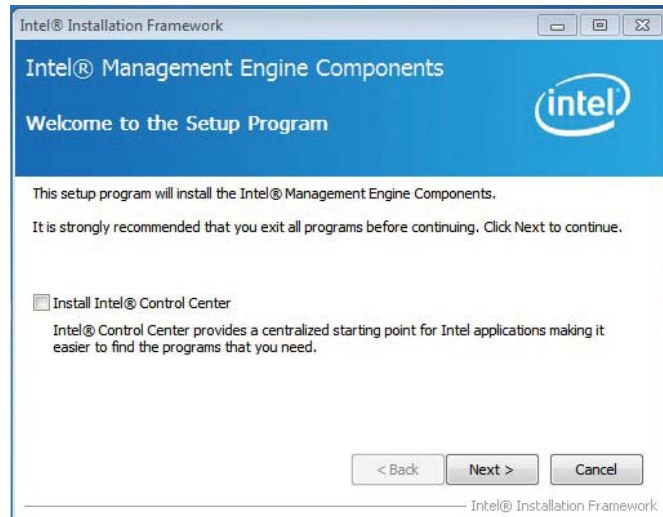 Intel® Installation Framework
Intel® Management Engine Components
intel
Welcome to the Setup Program
This setup program will install the Intel® Management Engine Components.
It is strongly recommended that you exit all programs before continuing. Click Next to continue.
Install Intel® Control Center
Intel® Control Center provides a centralized starting point for Intel applications making it
easier to find the programs that you need.
< Back Next > Cancel
Intel® Installation Framework